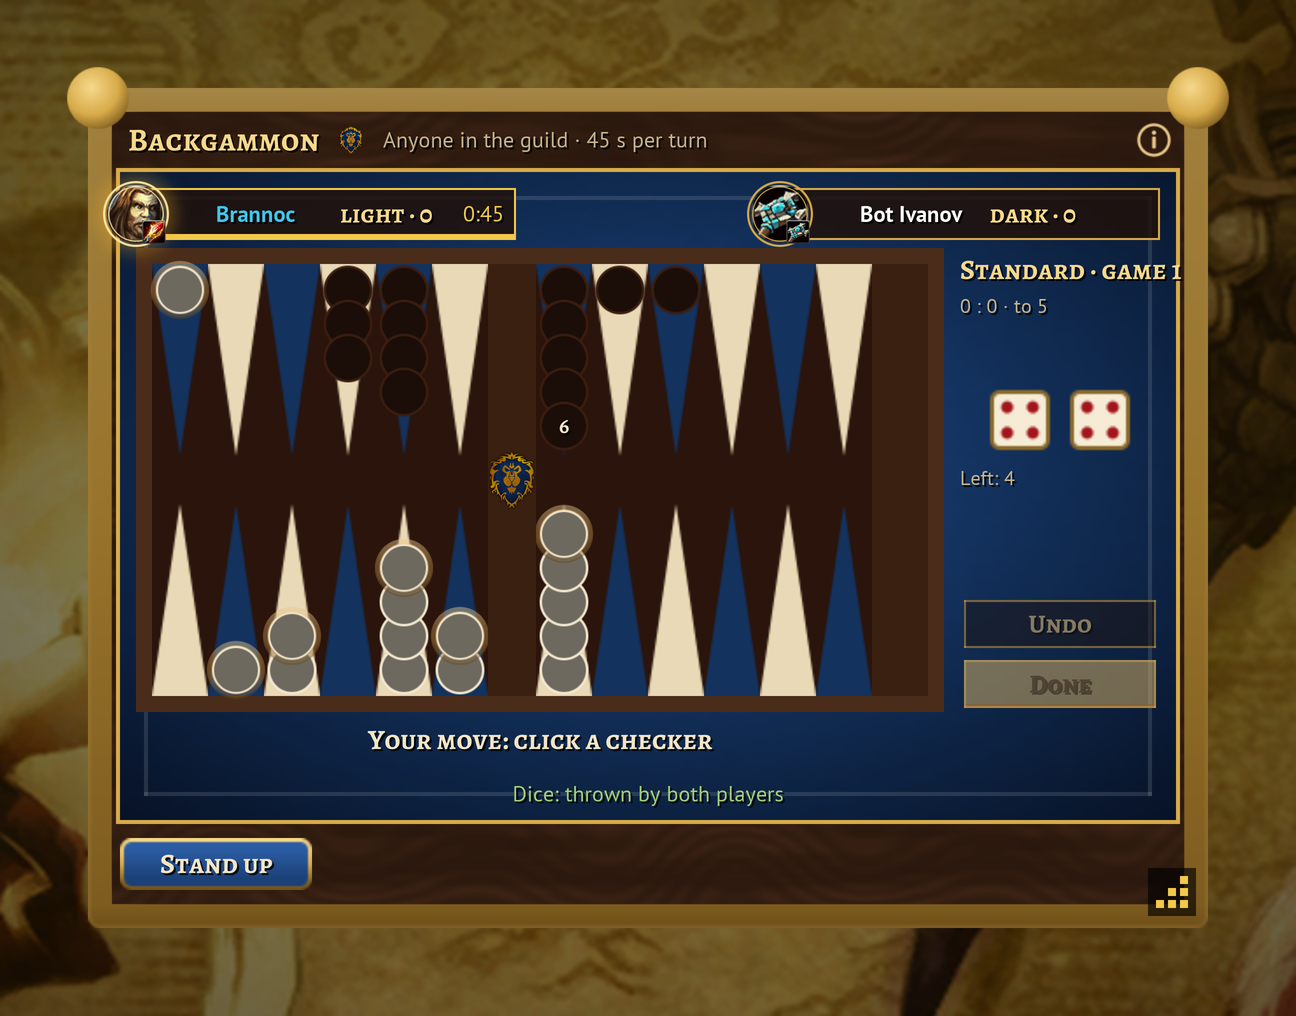 Backgammon
Anyone in the guild · 45 s per turn
Brannoc LIGHT · 0 0:45
Bot Ivanov DARK · 0
Standard · Game 1
0 : 0 · to 5
6
Left: 4
Undo
Done
Your move: click a checker
Dice: thrown by both players
Stand up